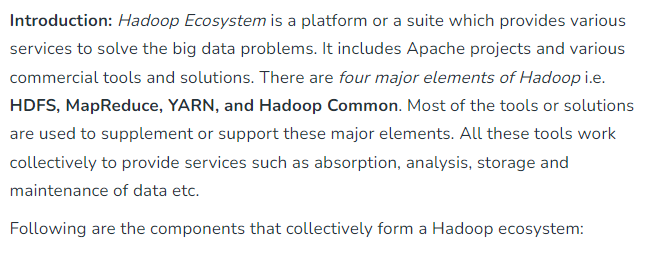 Introduction: Hadoop Ecosystem is a platform or a suite which provides various
services to solve the big data problems. It includes Apache projects and various
commercial tools and solutions. There are four major elements of Hadoop i.e.
HDFS, MapReduce, YARN, and Hadoop Common. Most of the tools or solutions
are used to supplement or support these major elements. All these tools work
collectively to provide services such as absorption, analysis, storage and
maintenance of data etc.
Following are the components that collectively form a Hadoop ecosystem: